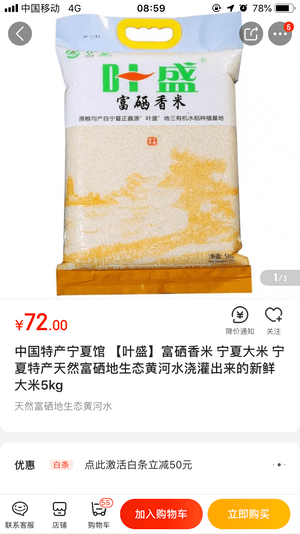 中国移动 4G 08:59 78%
叶盛
富硒香米
原粮均产自宁夏正鑫源"叶盛"地三有机水稻种植基地
净含量：5kg
1/3
¥72.00
降价通知 关注
中国特产宁夏馆 【叶盛】富硒香米 宁夏大米 宁
夏特产天然富硒地生态黄河水浇灌出来的新鲜
大米5kg
天然富硒地生态黄河水
优惠 白条 点此激活白条立减50元
联系客服 店铺 购物车 55 加入购物车 立即购买